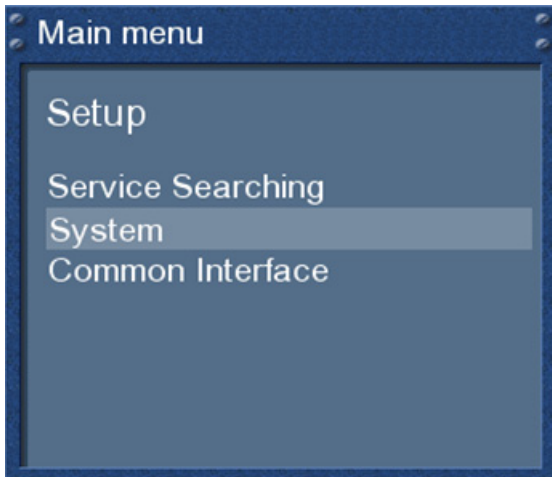 Main menu
Setup
Service Searching
System
Common Interface